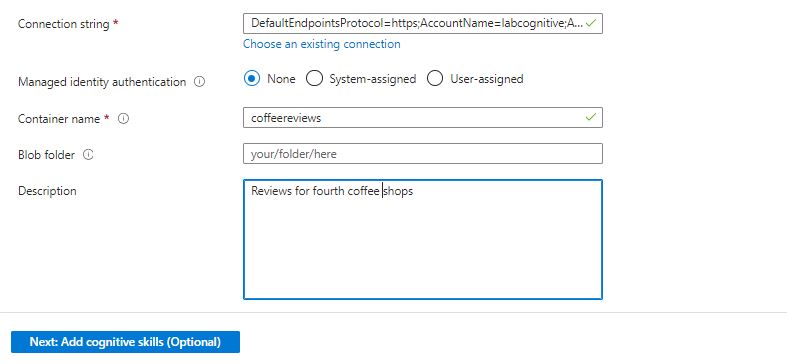 Connection string * DefaultEndpointsProtocol=https;AccountName=labcognitive;A...
Choose an existing connection
Managed identity authentication None System-assigned User-assigned
Container name * coffeereviews
Blob folder your/folder/here
Description Reviews for fourth coffee shops
Next: Add cognitive skills (Optional)